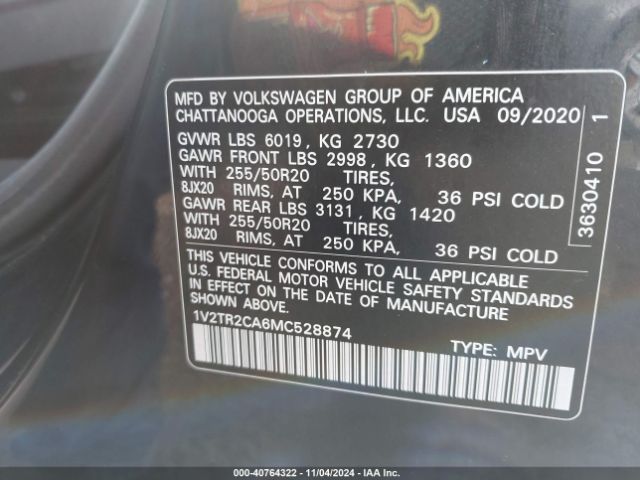 MFD BY VOLKSWAGEN GROUP OF AMERICA
CHATTANOOGA OPERATIONS, LLC. USA 09/2020
GVWR LBS 6019, KG 2730
GAWR FRONT LBS 2998, KG 1360
WITH 255/50R20 TIRES,
8JX20 RIMS, AT 250 KPA, 36 PSI COLD
GAWR REAR LBS 3131, KG 1420
WITH 255/50R20 TIRES,
8JX20 RIMS, AT 250 KPA, 36 PSI COLD
THIS VEHICLE CONFORMS TO ALL APPLICABLE
U.S. FEDERAL MOTOR VEHICLE SAFETY STANDARDS
IN EFFECT ON THE DATE OF MANUFACTURE
SHOWN ABOVE.
1V2TR2CA6MC528874
TYPE: MPV
3630410 1
000-40764322 - 11/04/2024 - IAA Inc.